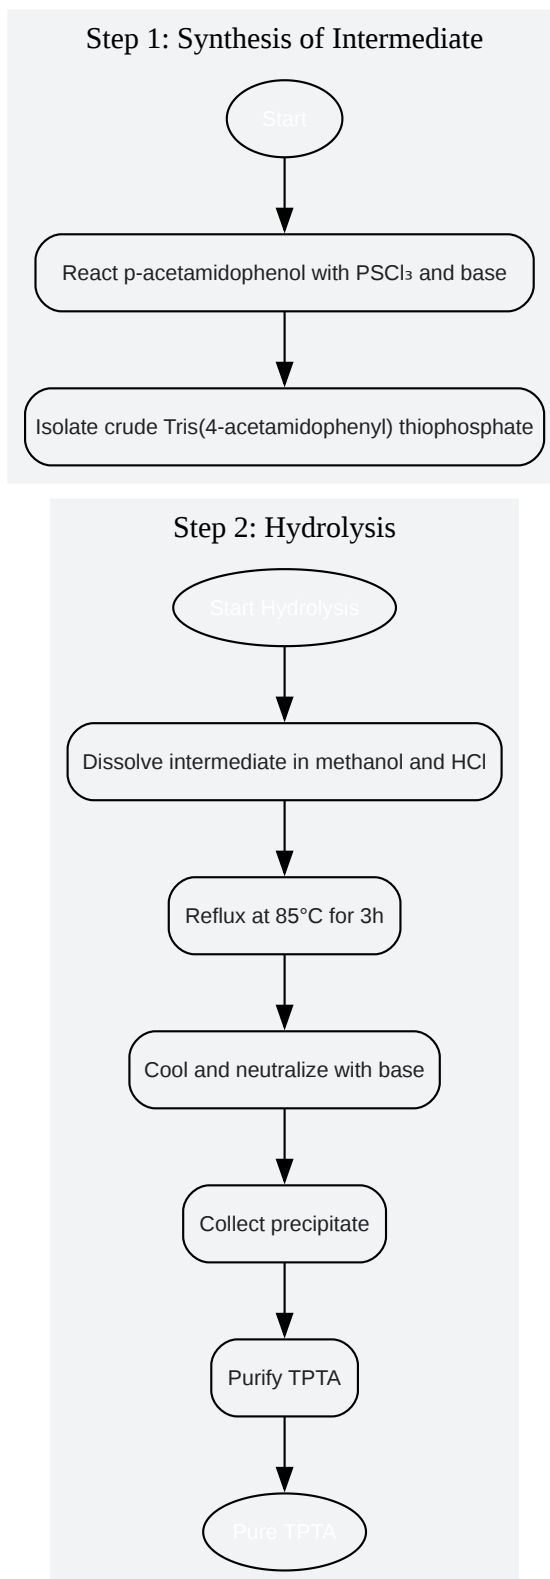 Step 1: Synthesis of Intermediate
Start
React p-acetamidophenol with PSCl₃ and base
Isolate crude Tris(4-acetamidophenyl) thiophosphate
Step 2: Hydrolysis
Start Hydrolysis
Dissolve intermediate in methanol and HCl
Reflux at 85°C for 3h
Cool and neutralize with base
Collect precipitate
Purify TPTA
Pure TPTA